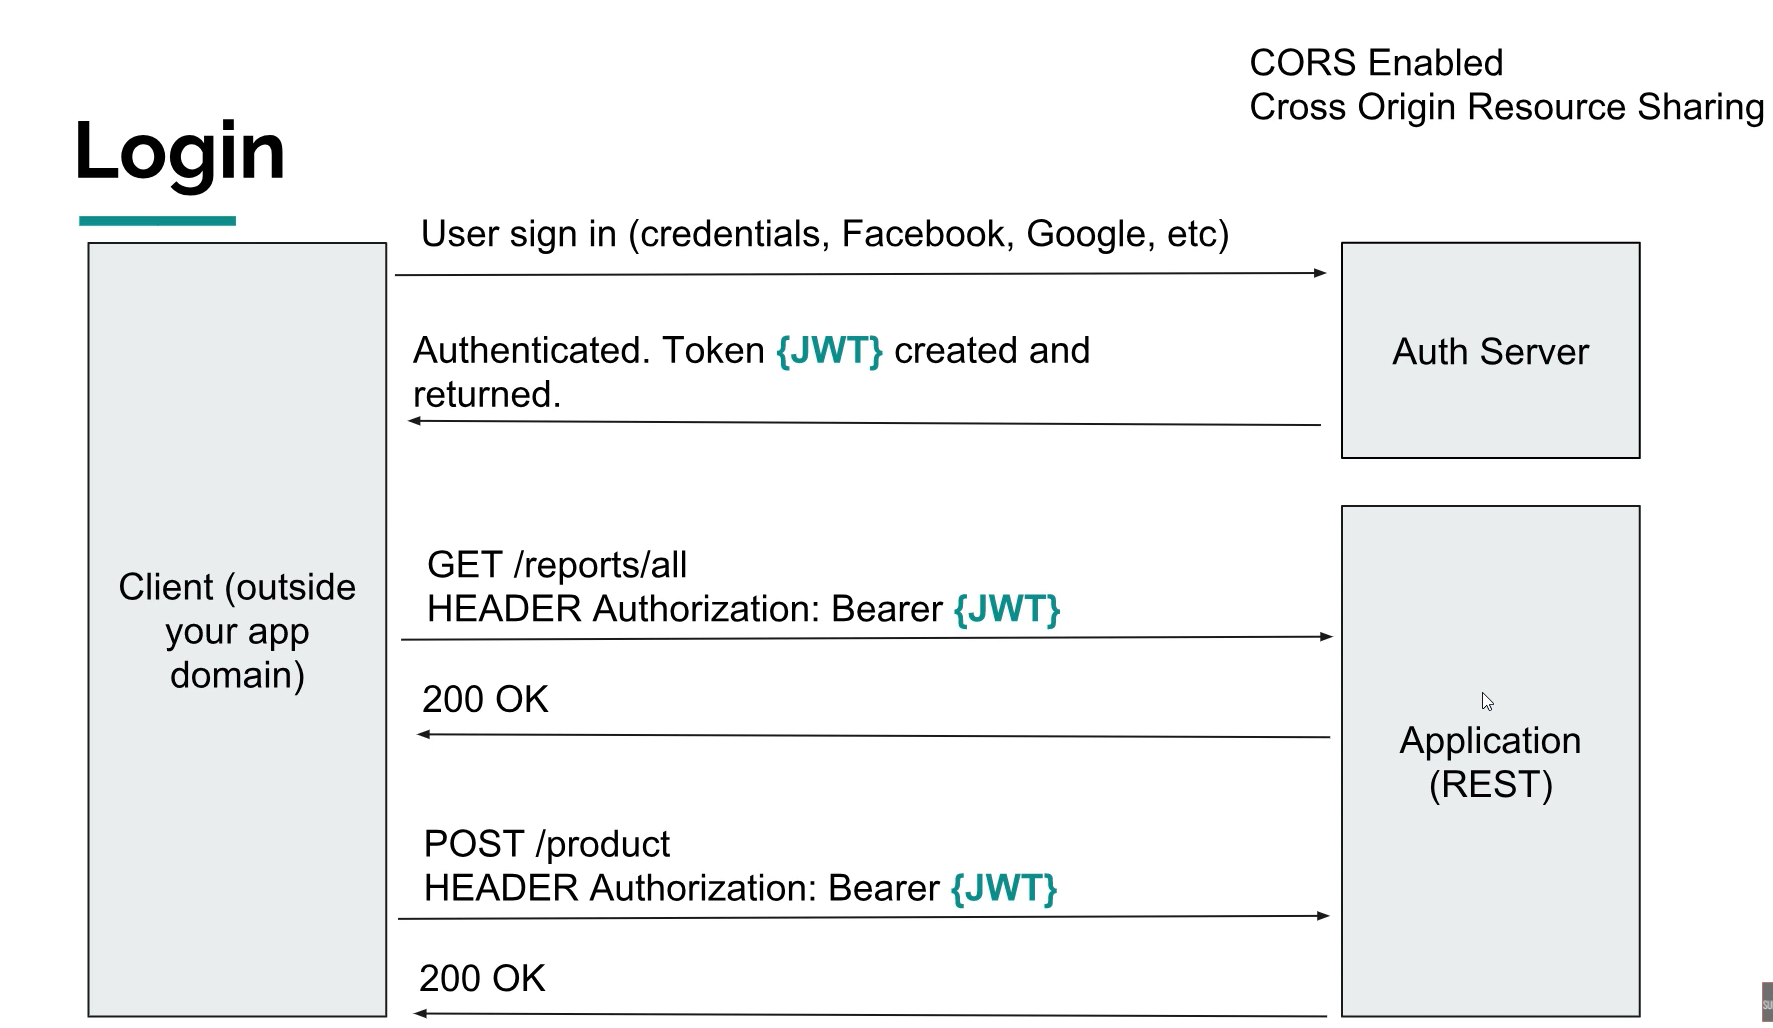 CORS Enabled
Cross Origin Resource Sharing
Login
User sign in (credentials, Facebook, Google, etc)
Authenticated. Token {JWT} created and
returned.
Auth Server
GET /reports/all
HEADER Authorization: Bearer {JWT}
200 OK
Client (outside
your app
domain)
Application
(REST)
POST /product
HEADER Authorization: Bearer {JWT}
200 OK